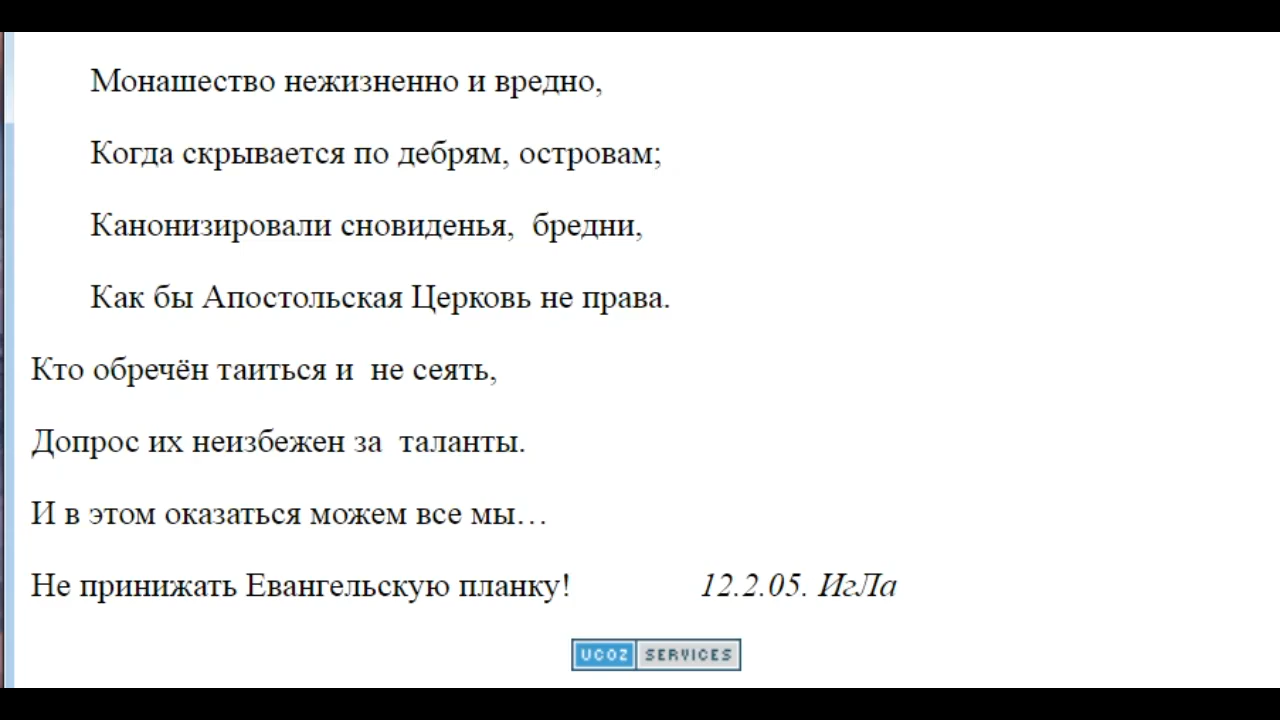 Монашество нежизненно и вредно,
Когда скрывается по дебрям, островам;
Канонизировали сновиденья,  бредни,
Как бы Апостольская Церковь не права.
Кто обречён таиться и  не сеять,
Допрос их неизбежен за  таланты.
И в этом оказаться можем все мы…
Не принижать Евангельскую планку! 12.2.05. ИгЛа
UCOZ SERVICES